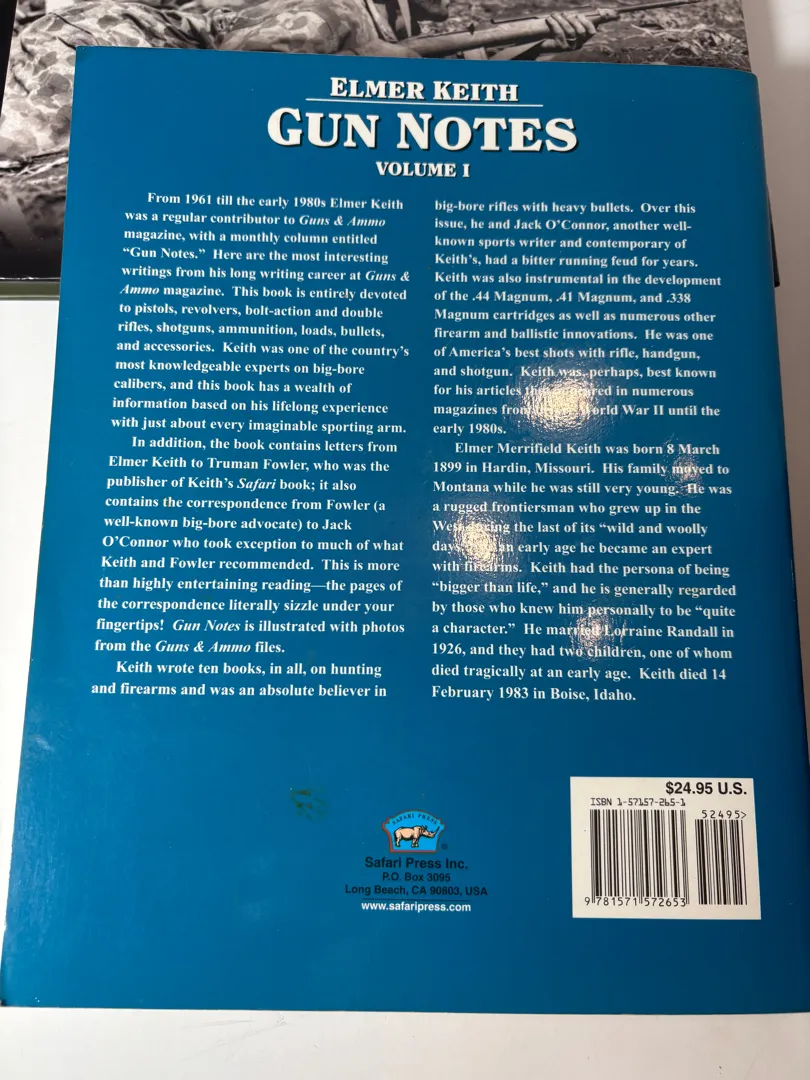 ELMER KEITH
GUN NOTES
VOLUME I
From 1961 till the early 1980s Elmer Keith
was a regular contributor to Guns & Ammo
magazine, with a monthly column entitled
“Gun Notes.” Here are the most interesting
writings from his long writing career at Guns &
Ammo magazine. This book is entirely devoted
to pistols, revolvers, bolt-action and double
rifles, shotguns, ammunition, loads, bullets,
and accessories. Keith was one of the country's
most knowledgeable experts on big-bore
calibers, and this book has a wealth of
information based on his lifelong experience
with just about every imaginable sporting arm.
In addition, the book contains letters from
Elmer Keith to Truman Fowler, who was the
publisher of Keith's Safari book; it also
contains the correspondence from Fowler (a
well-known big-bore advocate) to Jack
O'Connor who took exception to much of what
Keith and Fowler recommended. This is more
than highly entertaining reading—the pages of
the correspondence literally sizzle under your
fingertips! Gun Notes is illustrated with photos
from the Guns & Ammo files.
Keith wrote ten books, in all, on hunting
and firearms and was an absolute believer in
big-bore rifles with heavy bullets. Over this
issue, he and Jack O'Connor, another well-
known sports writer and contemporary of
Keith's, had a bitter running feud for years.
Keith was also instrumental in the development
of the .44 Magnum, .41 Magnum, and .338
Magnum cartridges as well as numerous other
firearm and ballistic innovations. He was one
of America's best shots with rifle, handgun,
and shotgun. Keith was, perhaps, best known
for his articles in numerous
magazines World War II until the
early 1980s.
Elmer Merrifield Keith was born 8 March
1899 in Hardin, Missouri. His family moved to
Montana while he was still very young. He was
a rugged frontiersman who grew up in the
the last of its “wild and woolly
an early age he became an expert
with firearms. Keith had the persona of being
“bigger than life,” and he is generally regarded
by those who knew him personally to be “quite
a character.” He married Lorraine Randall in
1926, and they had two children, one of whom
died tragically at an early age. Keith died 14
February 1983 in Boise, Idaho.
SAFARI PRESS
®
Safari Press Inc.
P.O. Box 3095
Long Beach, CA 90803, USA
www.safaripress.com
$24.95 U.S.
ISBN 1-57157-265-1
52495>
9 781571 572653